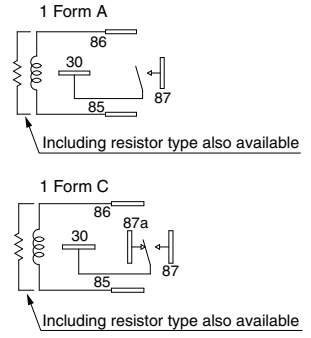 1 Form A
86
30
87
85
Including resistor type also available
1 Form C
86
87a
30
87
85
Including resistor type also available